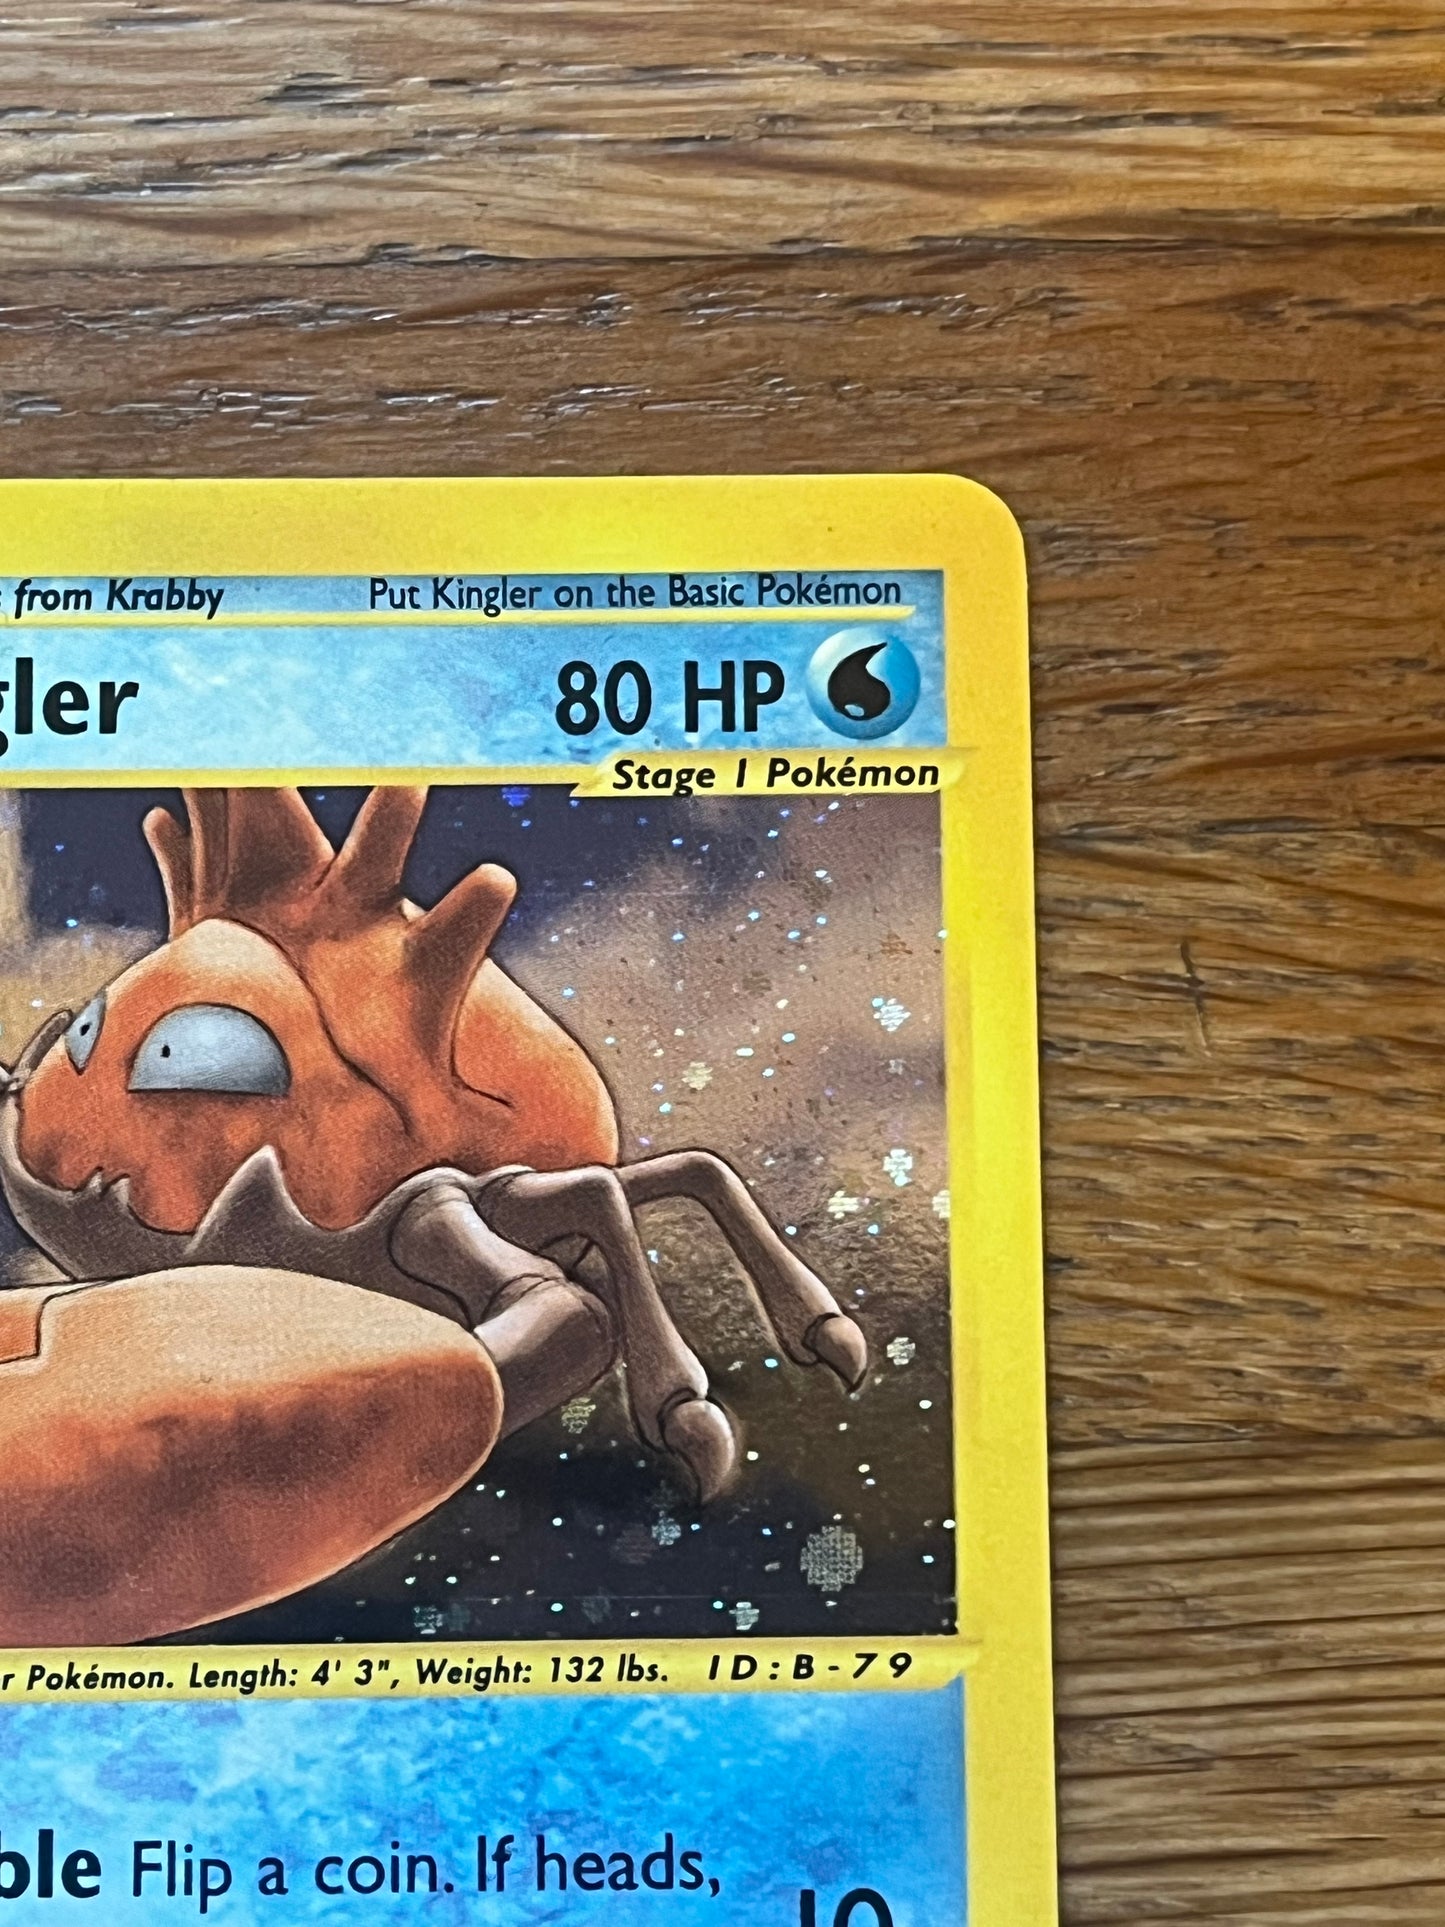 from Krabby Put Kingler on the Basic Pokémon
gler 80 HP
Stage 1 Pokémon
r Pokémon. Length: 4' 3", Weight: 132 lbs. ID:B-79
ble Flip a coin. If heads,
10